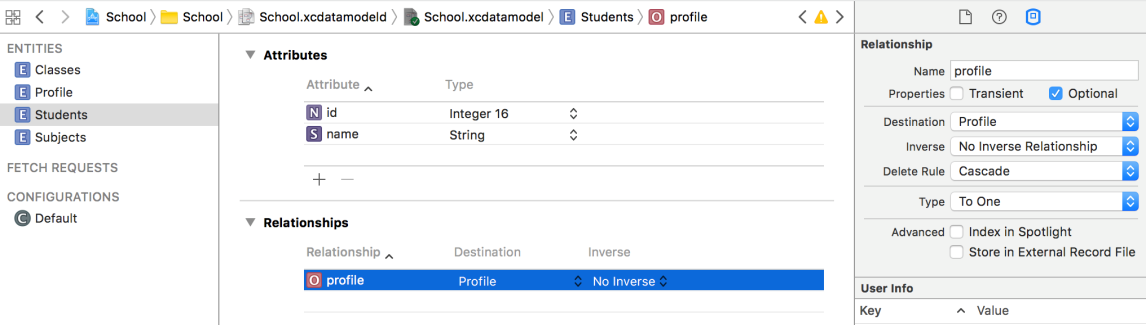 School School School.xcdatamodeld School.xcdatamodel E Students O profile
ENTITIES
E Classes
E Profile
E Students
E Subjects
FETCH REQUESTS
CONFIGURATIONS
C Default
Attributes
Attribute Type
N id Integer 16
S name String
+ −
Relationships
Relationship Destination Inverse
O profile Profile No Inverse
Relationship
Name profile
Properties Transient Optional
Destination Profile
Inverse No Inverse Relationship
Delete Rule Cascade
Type To One
Advanced Index in Spotlight
Store in External Record File
User Info
Key Value